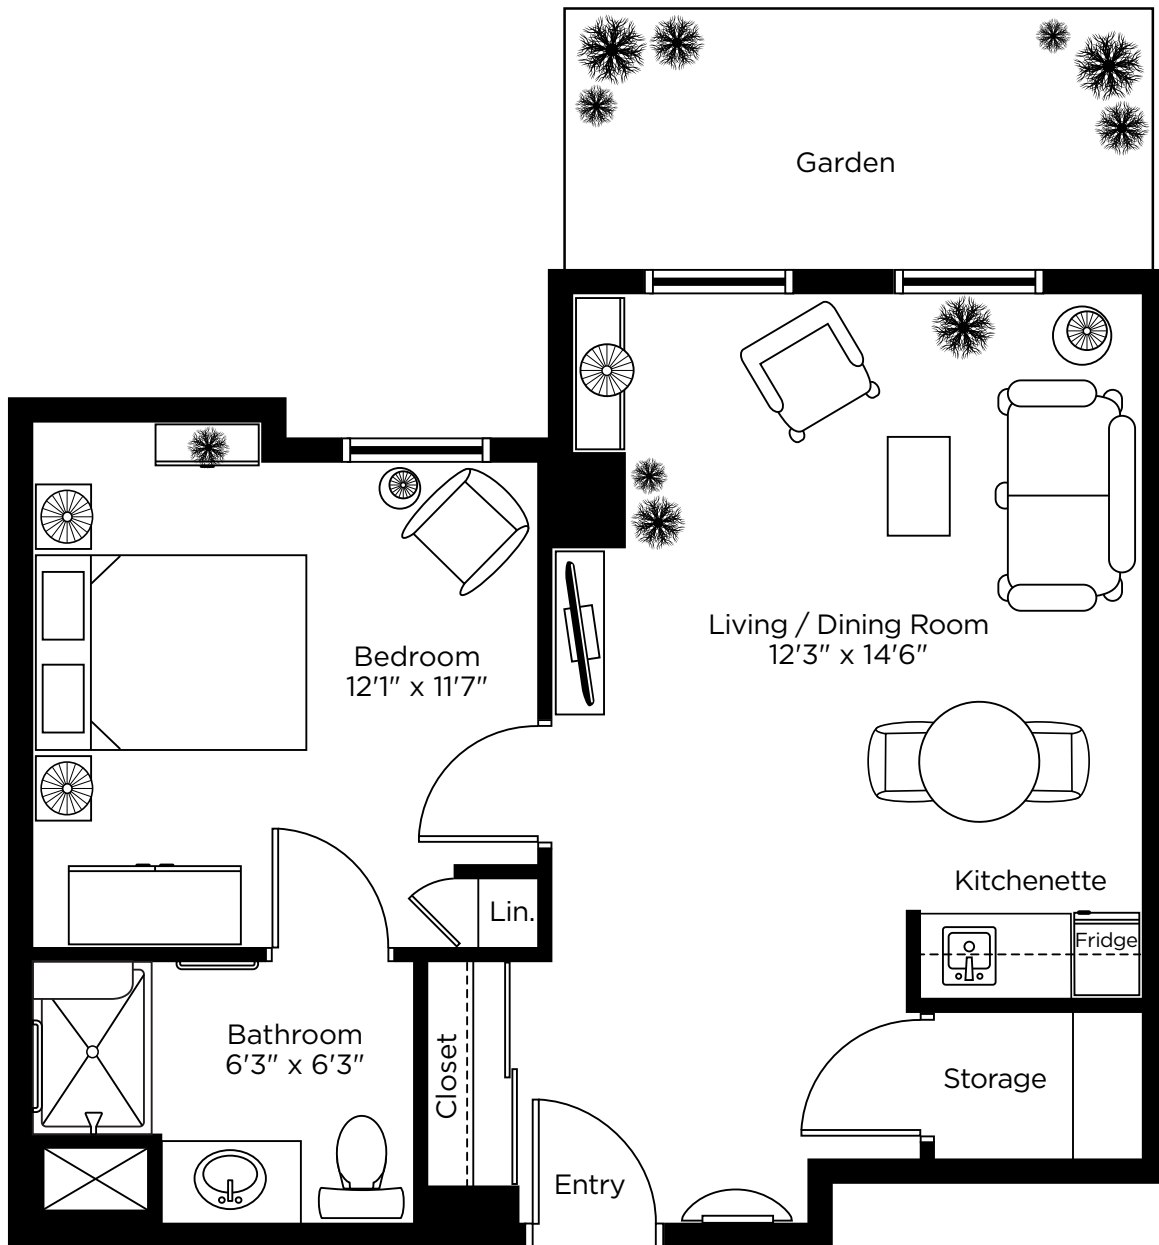 Garden
Living / Dining Room
12'3" x 14'6"
Bedroom
12'1" x 11'7"
Kitchenette
Lin.
Fridge
Bathroom
6'3" x 6'3"
Closet
Storage
Entry